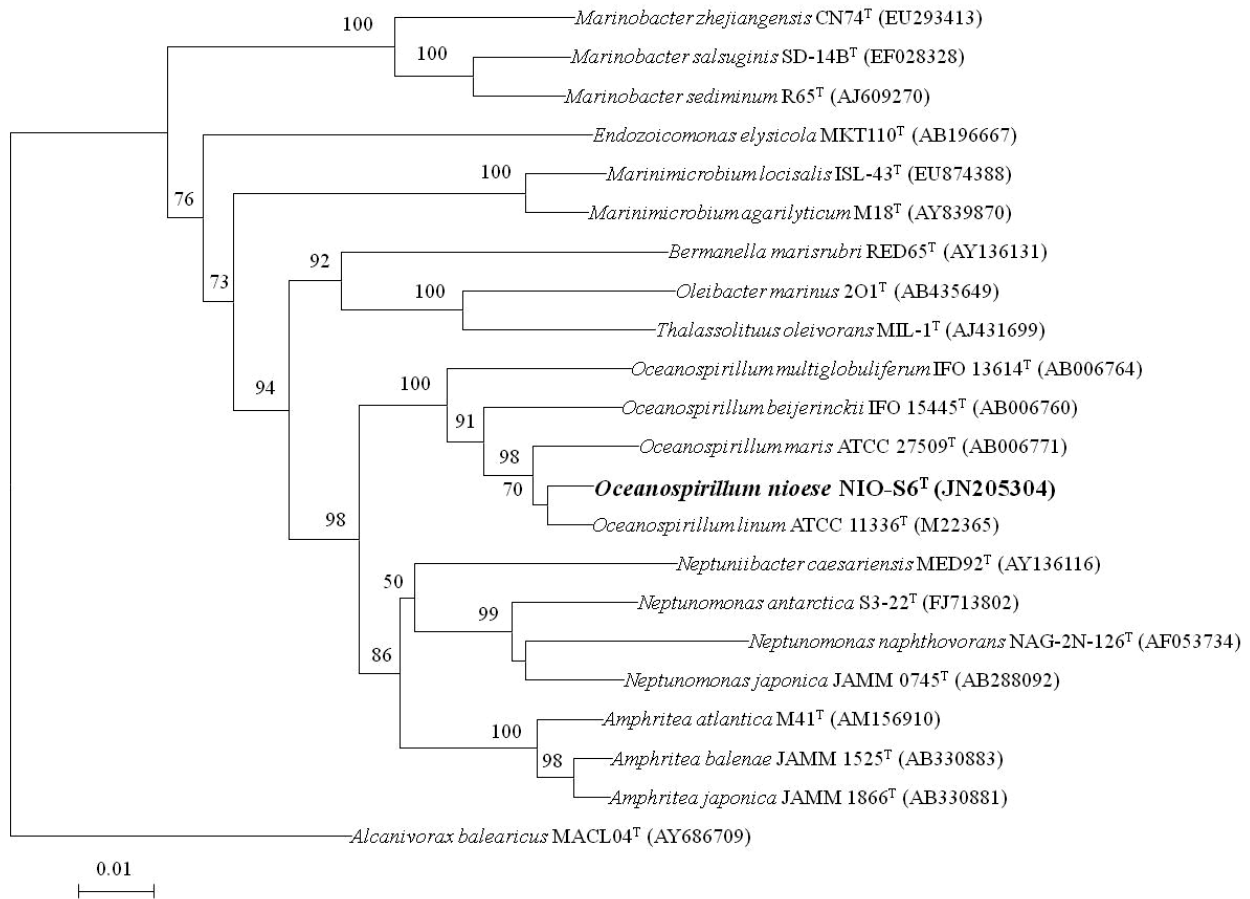 100
Marinobacter zhejiangensis CN74ᵀ (EU293413)
100
Marinobacter salsuginis SD-14Bᵀ (EF028328)
Marinobacter sediminum R65ᵀ (AJ609270)
Endozoicomonas elysicola MKT110ᵀ (AB196667)
100
Marinimicrobium locisalis ISL-43ᵀ (EU874388)
76
Marinimicrobium agarilyticum M18ᵀ (AY839870)
92
Bermanella marisrubri RED65ᵀ (AY136131)
73
100
Oleibacter marinus 2O1ᵀ (AB435649)
Thalassolituus oleivorans MIL-1ᵀ (AJ431699)
94
100
Oceanospirillum multiglobuliferum IFO 13614ᵀ (AB006764)
91
Oceanospirillum beijerinckii IFO 15445ᵀ (AB006760)
98
Oceanospirillum maris ATCC 27509ᵀ (AB006771)
70
Oceanospirillum nioese NIO-S6ᵀ (JN205304)
98
Oceanospirillum linum ATCC 11336ᵀ (M22365)
50
Neptuniibacter caesariensis MED92ᵀ (AY136116)
99
Neptunomonas antarctica S3-22ᵀ (FJ713802)
86
Neptunomonas naphthovorans NAG-2N-126ᵀ (AF053734)
Neptunomonas japonica JAMM 0745ᵀ (AB288092)
100
Amphritea atlantica M41ᵀ (AM156910)
98
Amphritea balenae JAMM 1525ᵀ (AB330883)
Amphritea japonica JAMM 1866ᵀ (AB330881)
Alcanivorax balearicus MACL04ᵀ (AY686709)
0.01